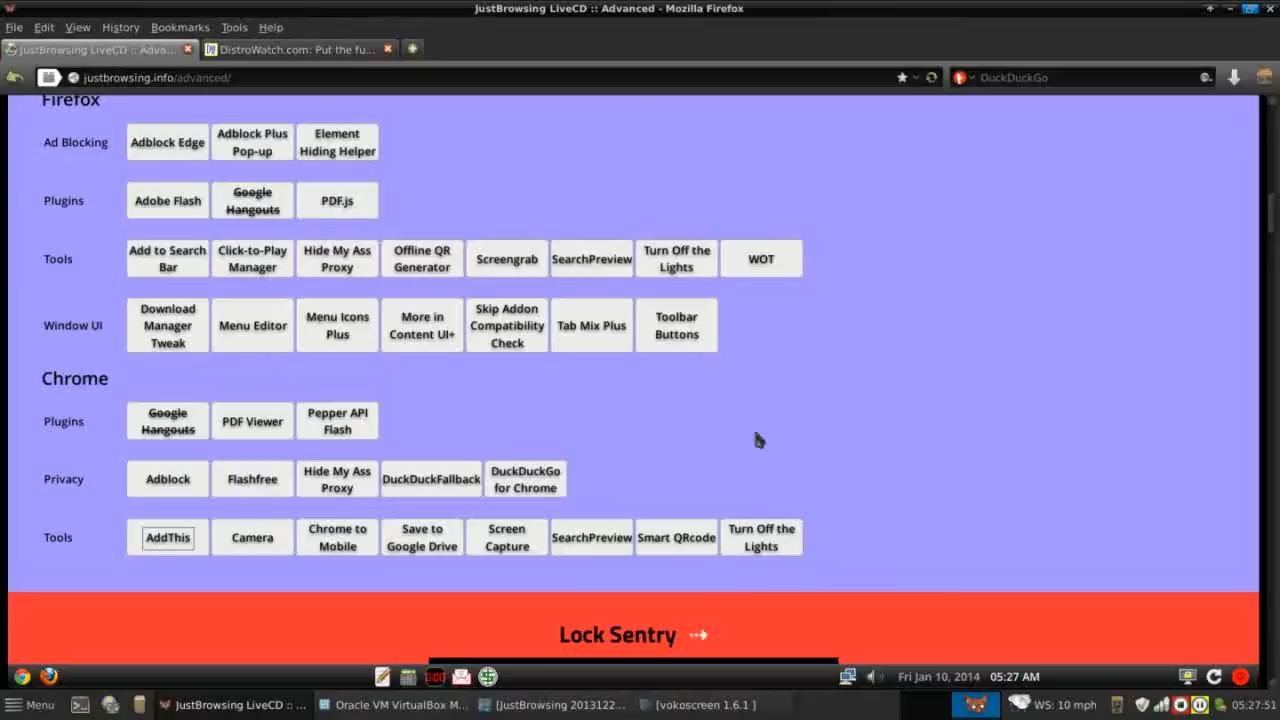 JustBrowsing LiveCD :: Advanced - Mozilla Firefox
File Edit View History Bookmarks Tools Help
JustBrowsing LiveCD :: Adva...
DistroWatch.com: Put the fu...
justbrowsing.info/advanced/
DuckDuckGo
Firefox
Ad Blocking
Adblock Edge
Adblock Plus
Pop-up
Element
Hiding Helper
Plugins
Adobe Flash
Google
Hangouts
PDF.js
Tools
Add to Search
Bar
Click-to-Play
Manager
Hide My Ass
Proxy
Offline QR
Generator
Screengrab
SearchPreview
Turn Off the
Lights
WOT
Window UI
Download
Manager
Tweak
Menu Editor
Menu Icons
Plus
More in
Content UI+
Skip Addon
Compatibility
Check
Tab Mix Plus
Toolbar
Buttons
Chrome
Plugins
Google
Hangouts
PDF Viewer
Pepper API
Flash
Privacy
Adblock
Flashfree
Hide My Ass
Proxy
DuckDuckFallback
DuckDuckGo
for Chrome
Tools
AddThis
Camera
Chrome to
Mobile
Save to
Google Drive
Screen
Capture
SearchPreview
Smart QRcode
Turn Off the
Lights
Lock Sentry ⇢
Fri Jan 10, 2014 05:27 AM
Menu
JustBrowsing LiveCD :: ...
Oracle VM VirtualBox M...
[JustBrowsing 2013122...
[vokoscreen 1.6.1 ]
WS: 10 mph
05:27:51